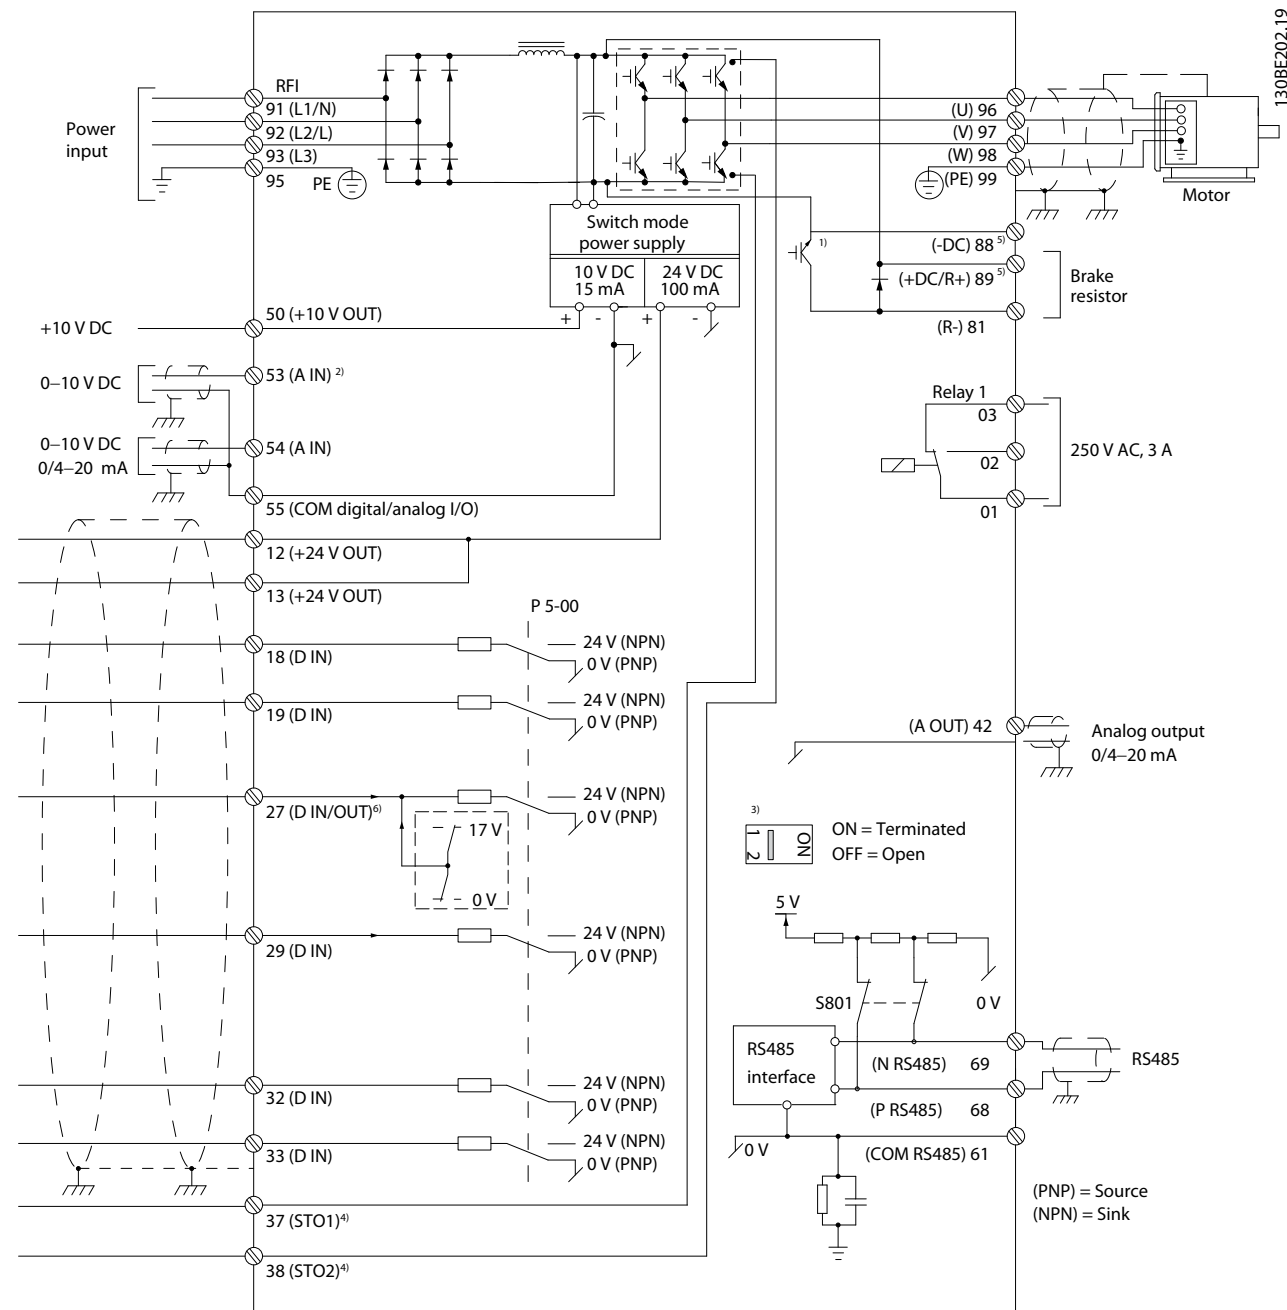 130BE202.19
RFI
91 (L1/N)
92 (L2/L)
93 (L3)
95
PE
Power
input
(U) 96
(V) 97
(W) 98
(PE) 99
Motor
Switch mode
power supply
10 V DC
15 mA
24 V DC
100 mA
+ - + -
1)
(-DC) 88 5)
(+DC/R+) 89 5)
(R-) 81
Brake
resistor
+10 V DC
50 (+10 V OUT)
0–10 V DC
53 (A IN) 2)
0–10 V DC
0/4–20 mA
54 (A IN)
55 (COM digital/analog I/O)
Relay 1
03
02
01
250 V AC, 3 A
12 (+24 V OUT)
13 (+24 V OUT)
P 5-00
18 (D IN)
24 V (NPN)
0 V (PNP)
19 (D IN)
24 V (NPN)
0 V (PNP)
(A OUT) 42
Analog output
0/4–20 mA
27 (D IN/OUT)6)
24 V (NPN)
0 V (PNP)
17 V
0 V
3)
1 2
ON
ON = Terminated
OFF = Open
29 (D IN)
24 V (NPN)
0 V (PNP)
5 V
S801
0 V
RS485
interface
(N RS485) 69
(P RS485) 68
RS485
0 V
(COM RS485) 61
32 (D IN)
24 V (NPN)
0 V (PNP)
33 (D IN)
24 V (NPN)
0 V (PNP)
37 (STO1)4)
38 (STO2)4)
(PNP) = Source
(NPN) = Sink